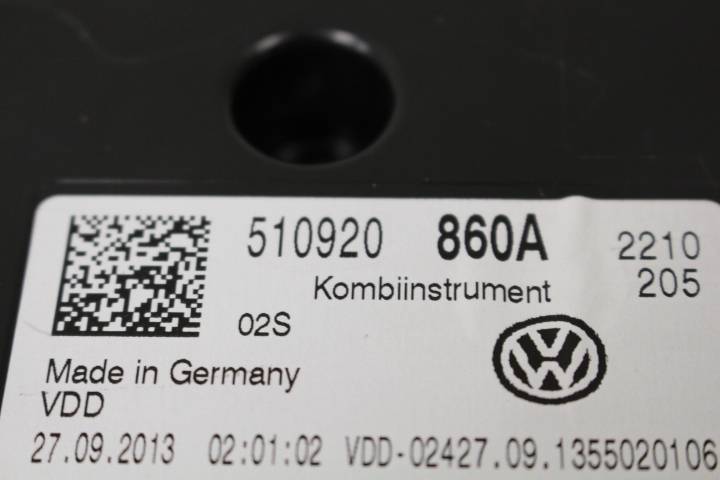 510920 860A 2210
Kombiinstrument 205
02S
Made in Germany
VDD
27.09.2013 02:01:02 VDD-02427.09.1355020106